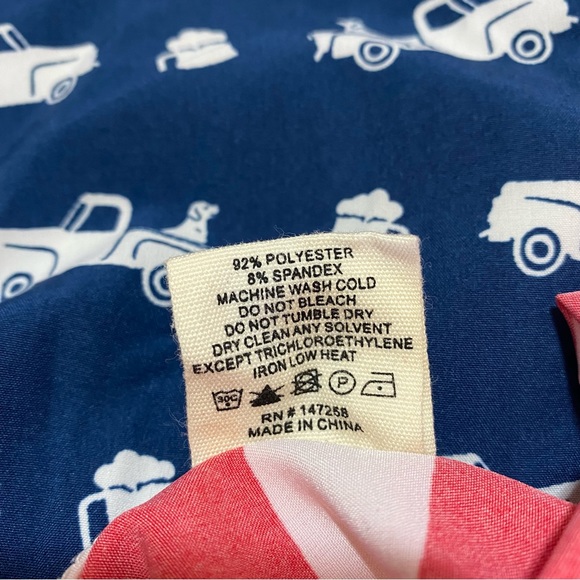 92% POLYESTER
8% SPANDEX
MACHINE WASH COLD
DO NOT BLEACH
DO NOT TUMBLE DRY
DRY CLEAN ANY SOLVENT
EXCEPT TRICHLOROETHYLENE
IRON LOW HEAT
30C P
RN # 147258
MADE IN CHINA